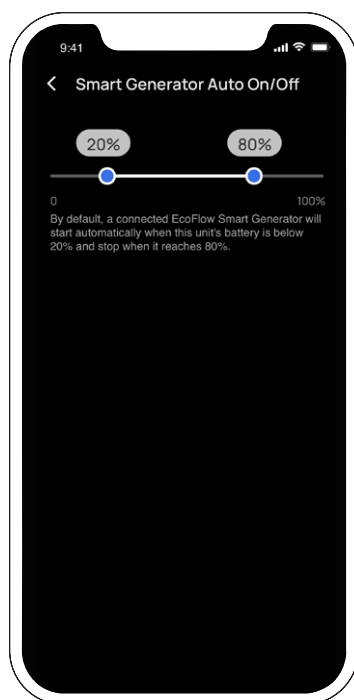 9:41
Smart Generator Auto On/Off
20% 80%
0 100%
By default, a connected EcoFlow Smart Generator will
start automatically when this unit's battery is below
20% and stop when it reaches 80%.